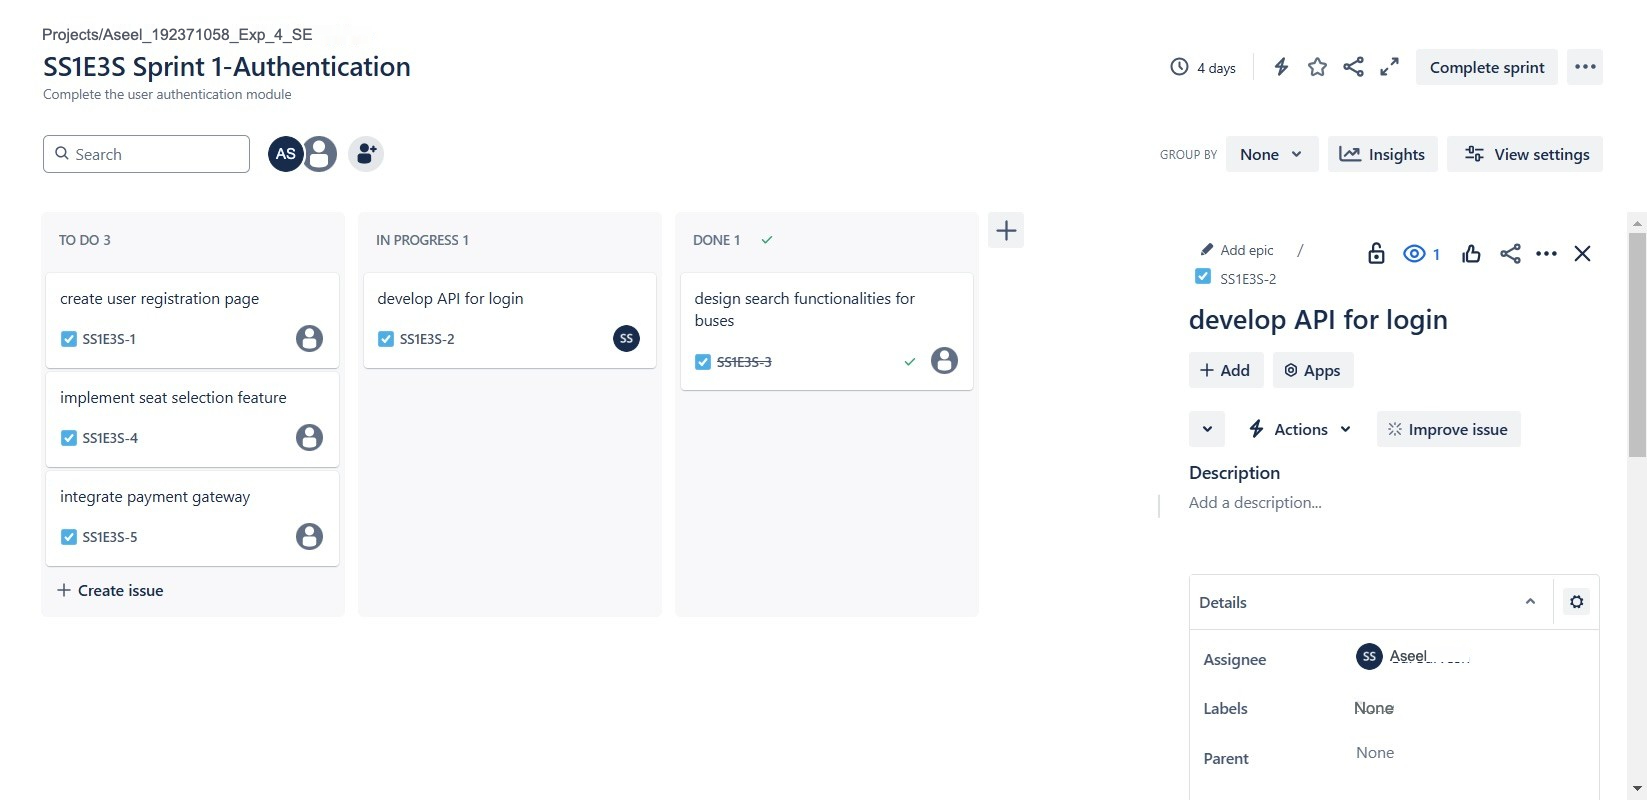 Projects/Aseel_192371058_Exp_4_SE
SS1E3S Sprint 1-Authentication
Complete the user authentication module
4 days
Complete sprint
Search
AS
GROUP BY
None
Insights
View settings
TO DO 3
create user registration page
SS1E3S-1
implement seat selection feature
SS1E3S-4
integrate payment gateway
SS1E3S-5
Create issue
IN PROGRESS 1
develop API for login
SS1E3S-2
SS
DONE 1
design search functionalities for
buses
SS1E3S-3
Add epic /
1
SS1E3S-2
develop API for login
Add
Apps
Actions
Improve issue
Description
Add a description...
Details
Assignee
SS Aseel
Labels
None
Parent
None